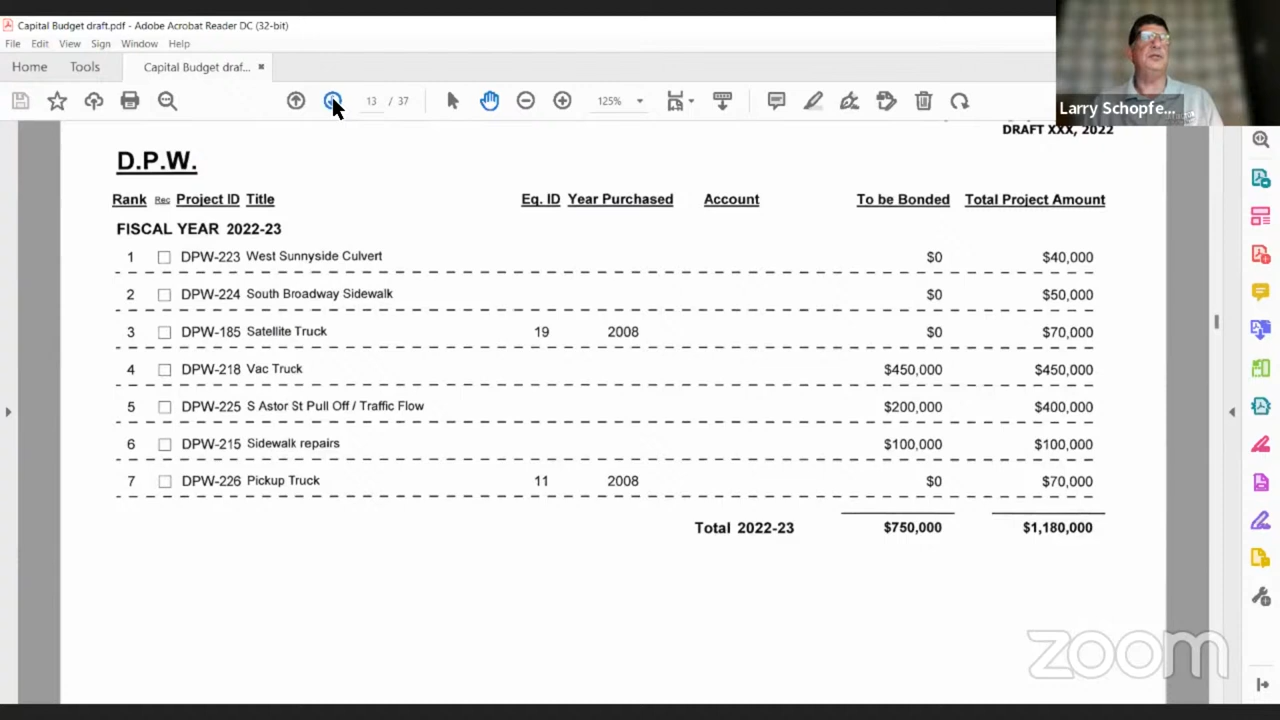 Capital Budget draft.pdf - Adobe Acrobat Reader DC (32-bit)
File Edit View Sign Window Help
Home Tools Capital Budget draf... ×
13 / 37 125%
Larry Schopfe...
DRAFT XXX, 2022
D.P.W.
Rank Rec Project ID Title Eq. ID Year Purchased Account To be Bonded Total Project Amount
FISCAL YEAR 2022-23
1 DPW-223 West Sunnyside Culvert $0 $40,000
2 DPW-224 South Broadway Sidewalk $0 $50,000
3 DPW-185 Satellite Truck 19 2008 $0 $70,000
4 DPW-218 Vac Truck $450,000 $450,000
5 DPW-225 S Astor St Pull Off / Traffic Flow $200,000 $400,000
6 DPW-215 Sidewalk repairs $100,000 $100,000
7 DPW-226 Pickup Truck 11 2008 $0 $70,000
Total 2022-23 $750,000 $1,180,000
zoom